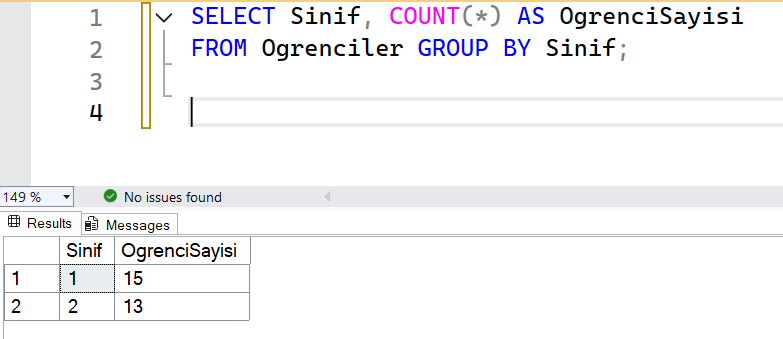 1 SELECT Sinif, COUNT(*) AS OgrenciSayisi
2 FROM Ogrenciler GROUP BY Sinif;
3
4
149 % No issues found
Results Messages
Sinif OgrenciSayisi
1 1 15
2 2 13